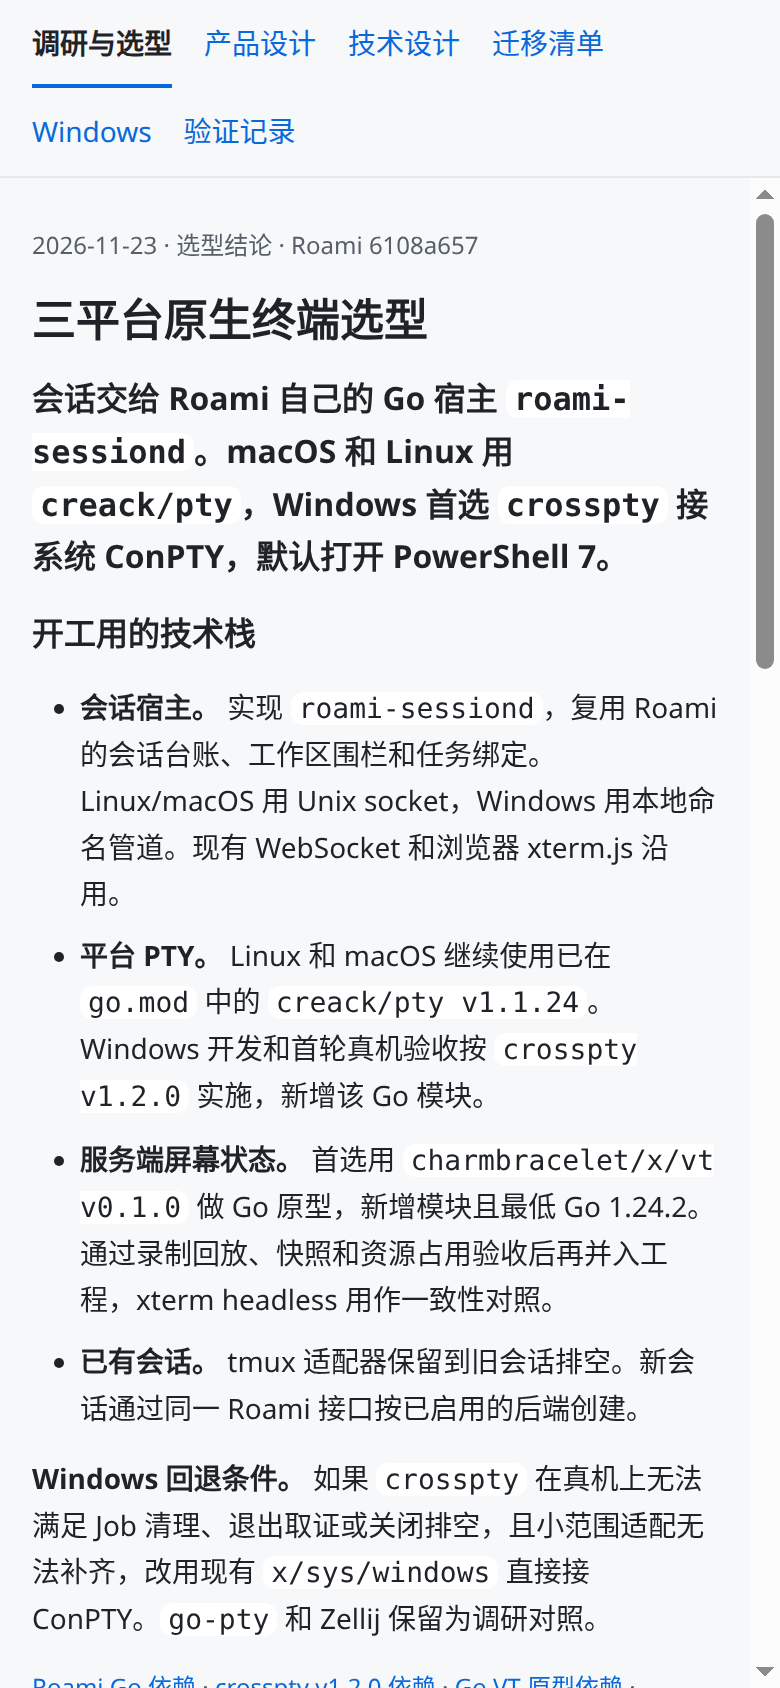 调研与选型 产品设计 技术设计 迁移清单
Windows 验证记录
2026-11-23 · 选型结论 · Roami 6108a657
三平台原生终端选型
会话交给 Roami 自己的 Go 宿主 roami-
sessiond。macOS 和 Linux 用
creack/pty，Windows 首选 crosspty 接
系统 ConPTY，默认打开 PowerShell 7。
开工用的技术栈
• 会话宿主。 实现 roami-sessiond，复用 Roami
的会话台账、工作区围栏和任务绑定。
Linux/macOS 用 Unix socket，Windows 用本地命
名管道。现有 WebSocket 和浏览器 xterm.js 沿
用。
• 平台 PTY。 Linux 和 macOS 继续使用已在
go.mod 中的 creack/pty v1.1.24。
Windows 开发和首轮真机验收按 crosspty
v1.2.0 实施，新增该 Go 模块。
• 服务端屏幕状态。 首选用 charmbracelet/x/vt
v0.1.0 做 Go 原型，新增模块且最低 Go 1.24.2。
通过录制回放、快照和资源占用验收后再并入工
程，xterm headless 用作一致性对照。
• 已有会话。 tmux 适配器保留到旧会话排空。新会
话通过同一 Roami 接口按已启用的后端创建。
Windows 回退条件。 如果 crosspty 在真机上无法
满足 Job 清理、退出取证或关闭排空，且小范围适配无
法补齐，改用现有 x/sys/windows 直接接
ConPTY。go-pty 和 Zellij 保留为调研对照。
Roami Go 依赖 · crosspty v1.2.0 依赖 · Go VT 原型依赖 ·